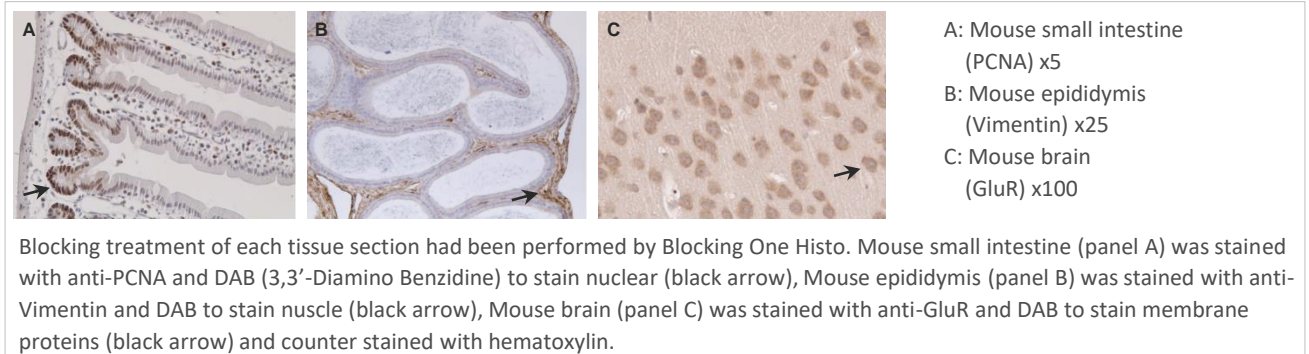 A
B
C
A: Mouse small intestine
(PCNA) x5
B: Mouse epididymis
(Vimentin) x25
C: Mouse brain
(GluR) x100
Blocking treatment of each tissue section had been performed by Blocking One Histo. Mouse small intestine (panel A) was stained
with anti-PCNA and DAB (3,3’-Diamino Benzidine) to stain nuclear (black arrow), Mouse epididymis (panel B) was stained with anti-
Vimentin and DAB to stain nuscle (black arrow), Mouse brain (panel C) was stained with anti-GluR and DAB to stain membrane
proteins (black arrow) and counter stained with hematoxylin.